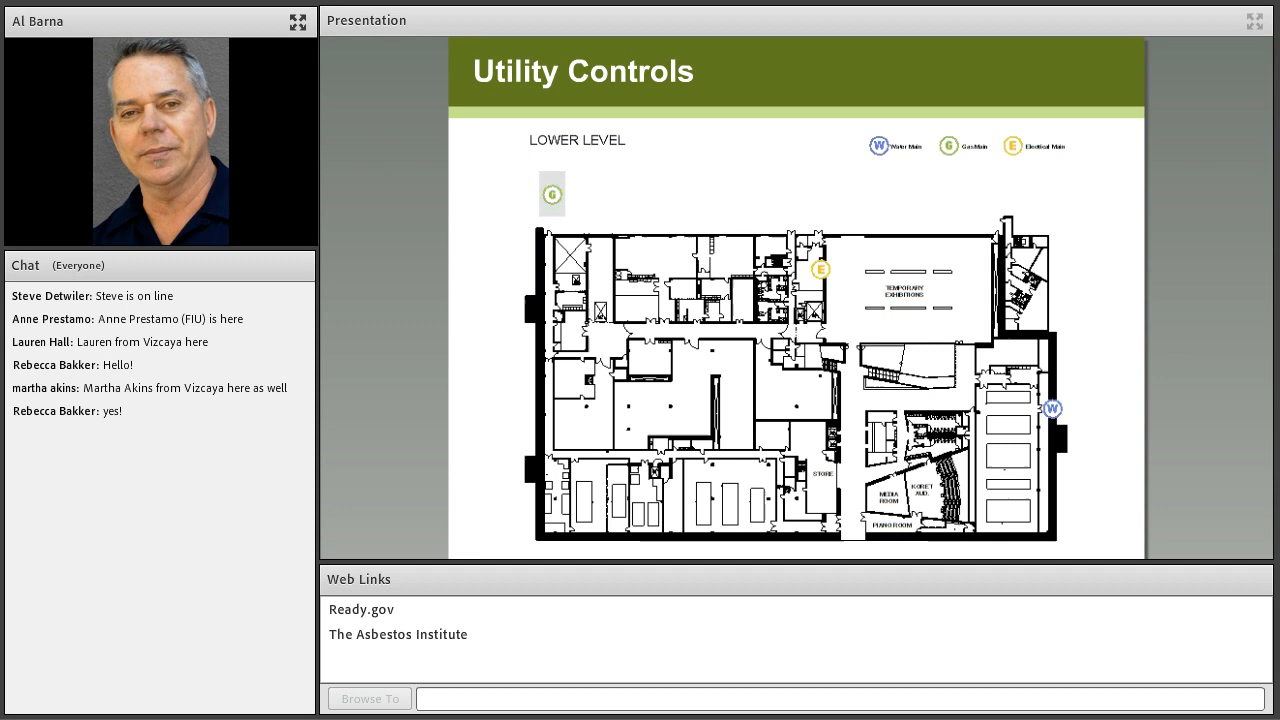 Al Barna
Presentation
Utility Controls
LOWER LEVEL
W Water Main G Gas Main E Electrical Main
G
E
TEMPORARY
EXHIBITIONS
W
STORE
MEDIA
ROOM
KORET
AUD.
PIANO ROOM
Chat (Everyone)
Steve Detwiler: Steve is on line
Anne Prestamo: Anne Prestamo (FIU) is here
Lauren Hall: Lauren from Vizcaya here
Rebecca Bakker: Hello!
martha akins: Martha Akins from Vizcaya here as well
Rebecca Bakker: yes!
Web Links
Ready.gov
The Asbestos Institute
Browse To